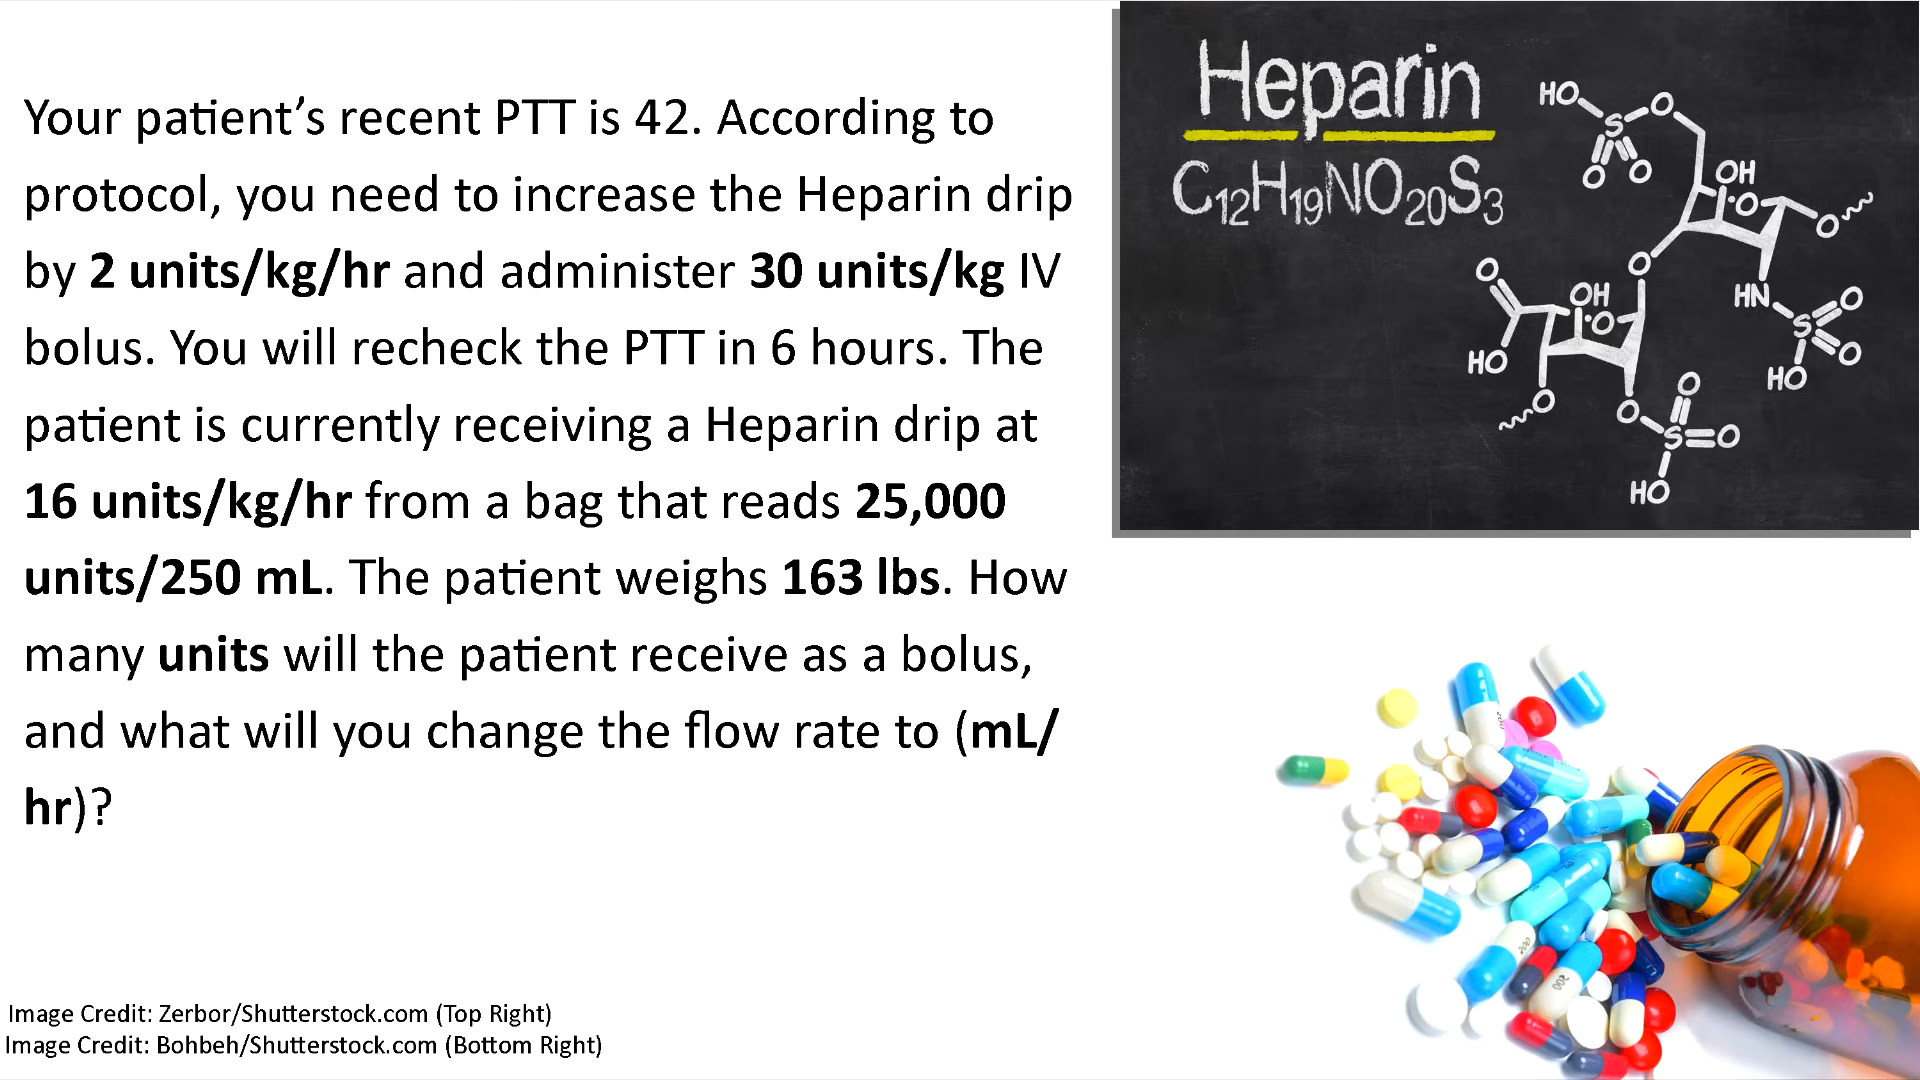 Your patient’s recent PTT is 42. According to
protocol, you need to increase the Heparin drip
by 2 units/kg/hr and administer 30 units/kg IV
bolus. You will recheck the PTT in 6 hours. The
patient is currently receiving a Heparin drip at
16 units/kg/hr from a bag that reads 25,000
units/250 mL. The patient weighs 163 lbs. How
many units will the patient receive as a bolus,
and what will you change the flow rate to (mL/
hr)?
Heparin
C₁₂H₁₉NO₂₀S₃
HO
O
S
O
O
OH
O
O
O
HN
O
S
O
HO
O
OH
O
HO
O
O
O
S
O
HO
Image Credit: Zerbor/Shutterstock.com (Top Right)
Image Credit: Bohbeh/Shutterstock.com (Bottom Right)